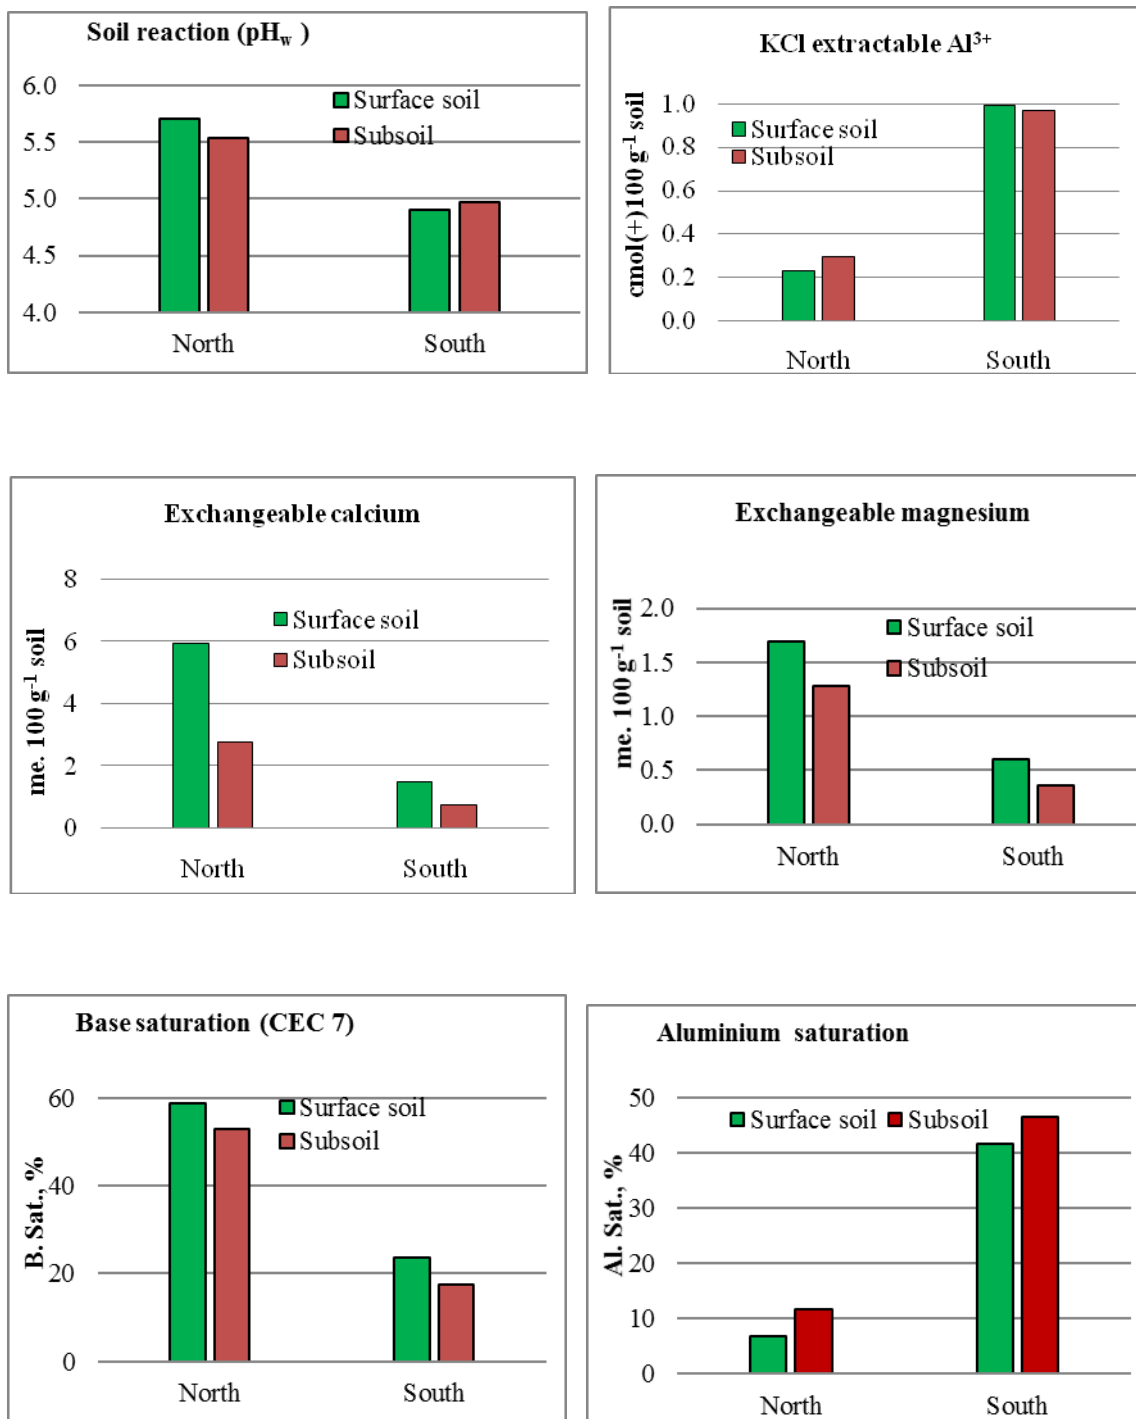 Soil reaction (pHw )
6.0
5.5
5.0
4.5
4.0
Surface soil
Subsoil
North South
KCl extractable Al³⁺
cmol(+)100 g⁻¹ soil
1.0
0.8
0.6
0.4
0.2
0.0
Surface soil
Subsoil
North South
Exchangeable calcium
me. 100 g⁻¹ soil
8
6
4
2
0
Surface soil
Subsoil
North South
Exchangeable magnesium
me. 100 g⁻¹ soil
2.0
1.5
1.0
0.5
0.0
Surface soil
Subsoil
North South
Base saturation (CEC 7)
B. Sat., %
60
40
20
0
Surface soil
Subsoil
North South
Aluminium saturation
Al. Sat., %
50
40
30
20
10
0
Surface soil Subsoil
North South